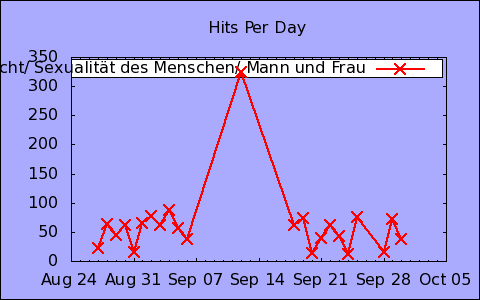 Hits Per Day
350
cht/ Sexualität des Menschen/ Mann und Frau
300
250
200
150
100
50
0
Aug 24 Aug 31 Sep 07 Sep 14 Sep 21 Sep 28 Oct 05